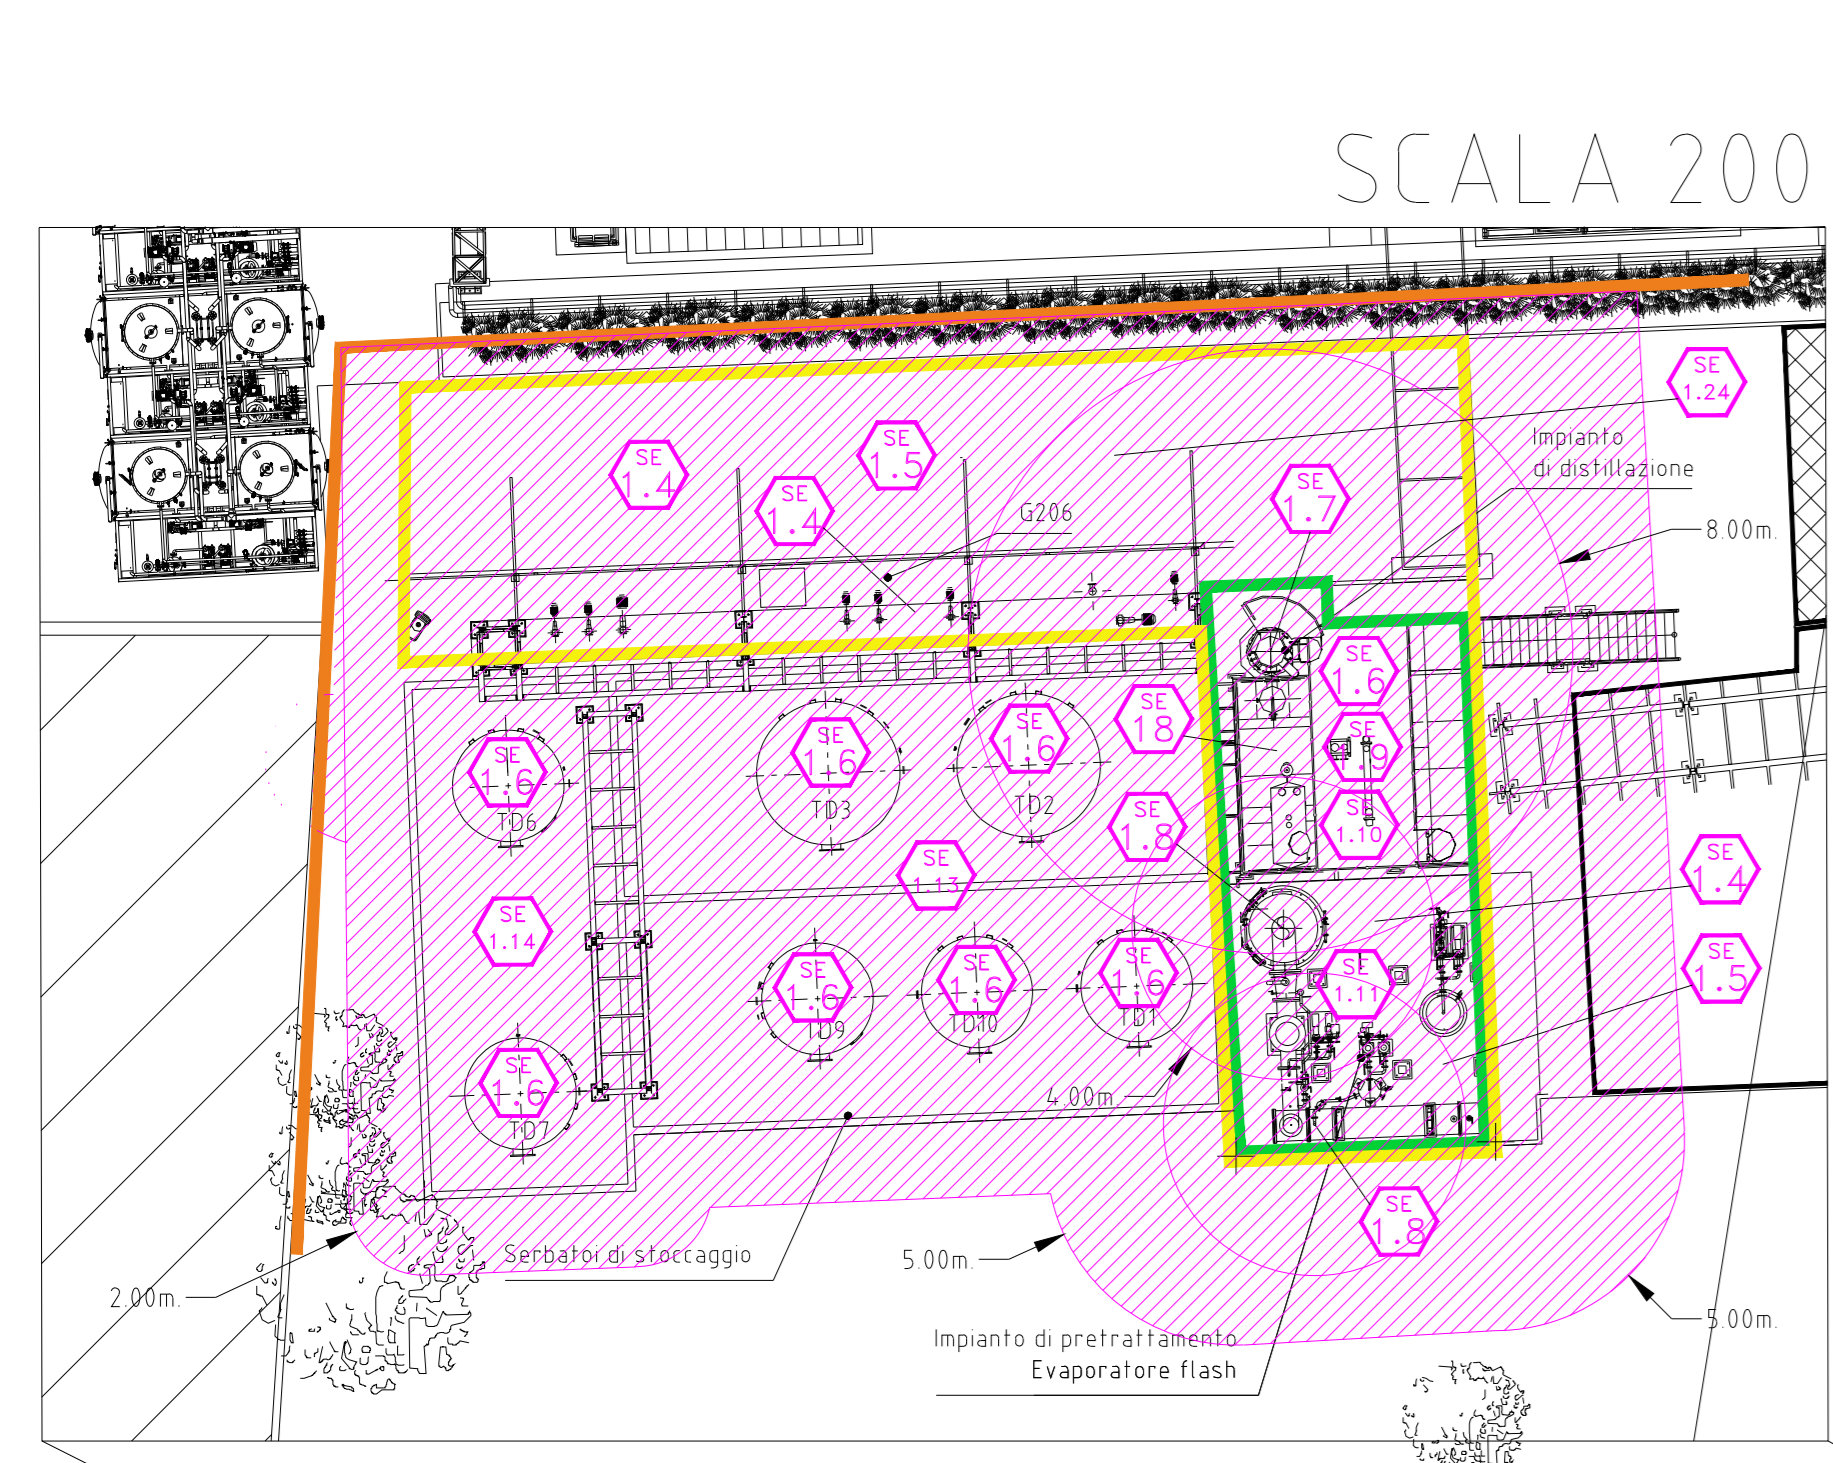 SCALA 200
SE
1.24
Impianto
di distillazione
SE
1.5
SE
1.4
SE
1.4
SE
1.7
G206
8.00m.
SE
1.6
SE
18
SE
1.6
SE
1.6
SE
1.6
SE
1.9
TD6
TD3
TD2
SE
1.8
SE
1.10
SE
1.13
SE
1.4
SE
1.14
SE
1.6
SE
1.6
SE
1.6
SE
1.11
SE
1.5
TD9
TD10
TD1
SE
1.6
4.00m.
TD7
SE
1.8
Serbatoi di stoccaggio
5.00m.
2.00m.
5.00m.
Impianto di pretrattamento
Evaporatore flash